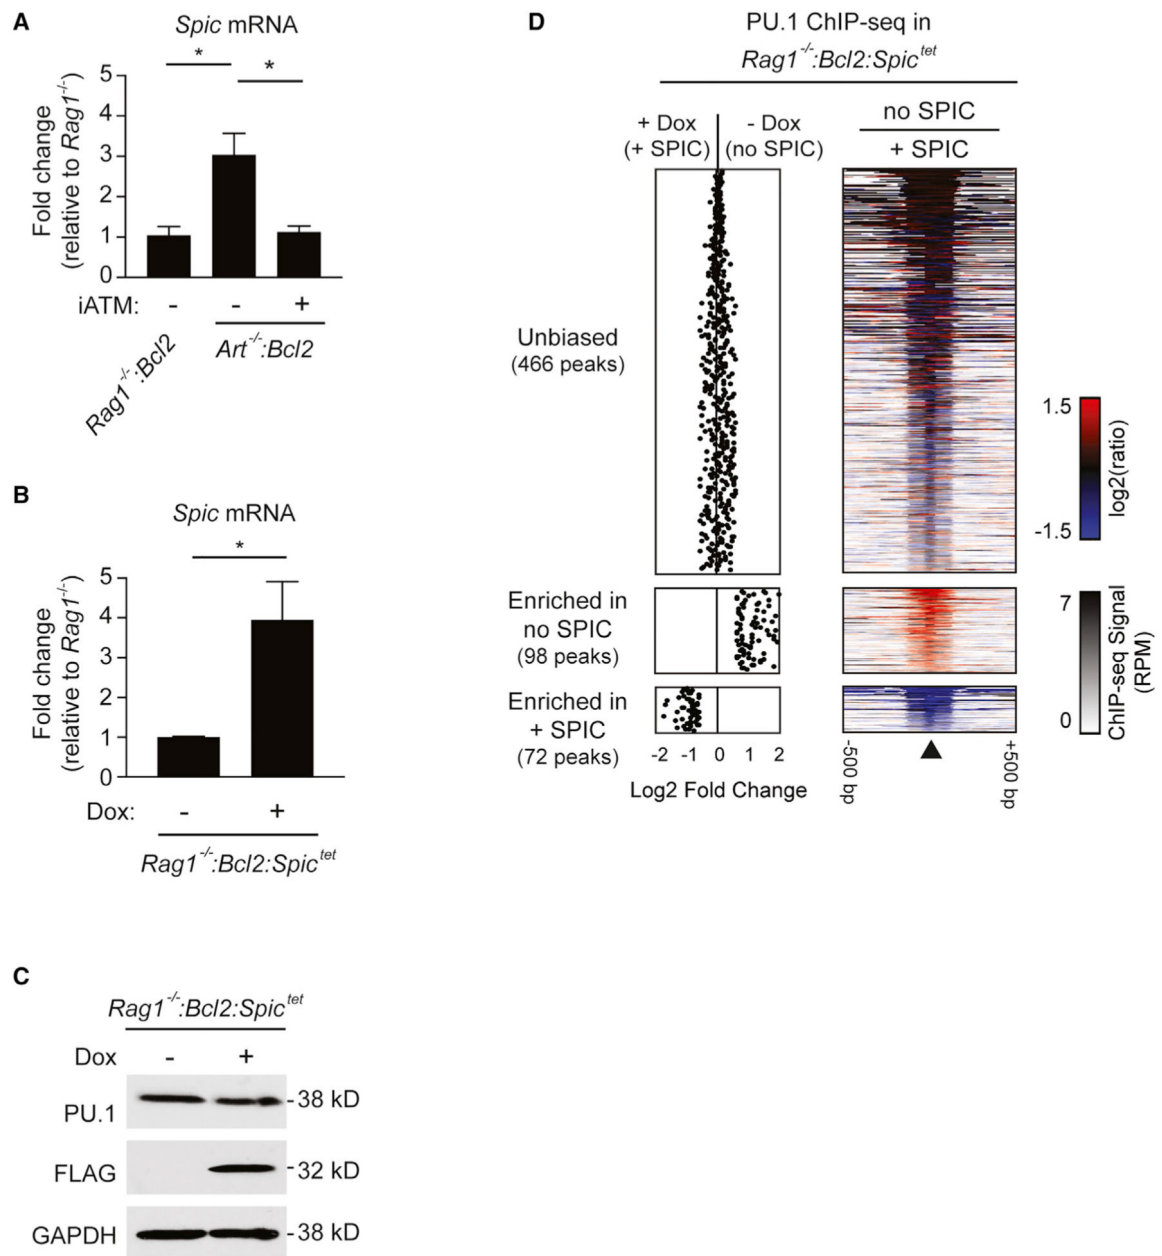 A
Spic mRNA
*
*
Fold change
(relative to Rag1-/-)
5
4
3
2
1
0
iATM: - - +
Rag1-/-:Bcl2
Art-/-:Bcl2
B
Spic mRNA
*
Fold change
(relative to Rag1-/-)
5
4
3
2
1
0
Dox: - +
Rag1-/-:Bcl2:Spictet
C
Rag1-/-:Bcl2:Spictet
Dox - +
PU.1 -38 kD
FLAG -32 kD
GAPDH -38 kD
D
PU.1 ChIP-seq in
Rag1-/-:Bcl2:Spictet
+ Dox
(+ SPIC)
- Dox
(no SPIC)
no SPIC
+ SPIC
Unbiased
(466 peaks)
Enriched in
no SPIC
(98 peaks)
Enriched in
+ SPIC
(72 peaks)
-2 -1 0 1 2
Log2 Fold Change
-500 bp
+500 bp
1.5
-1.5
log2(ratio)
7
0
ChIP-seq Signal
(RPM)